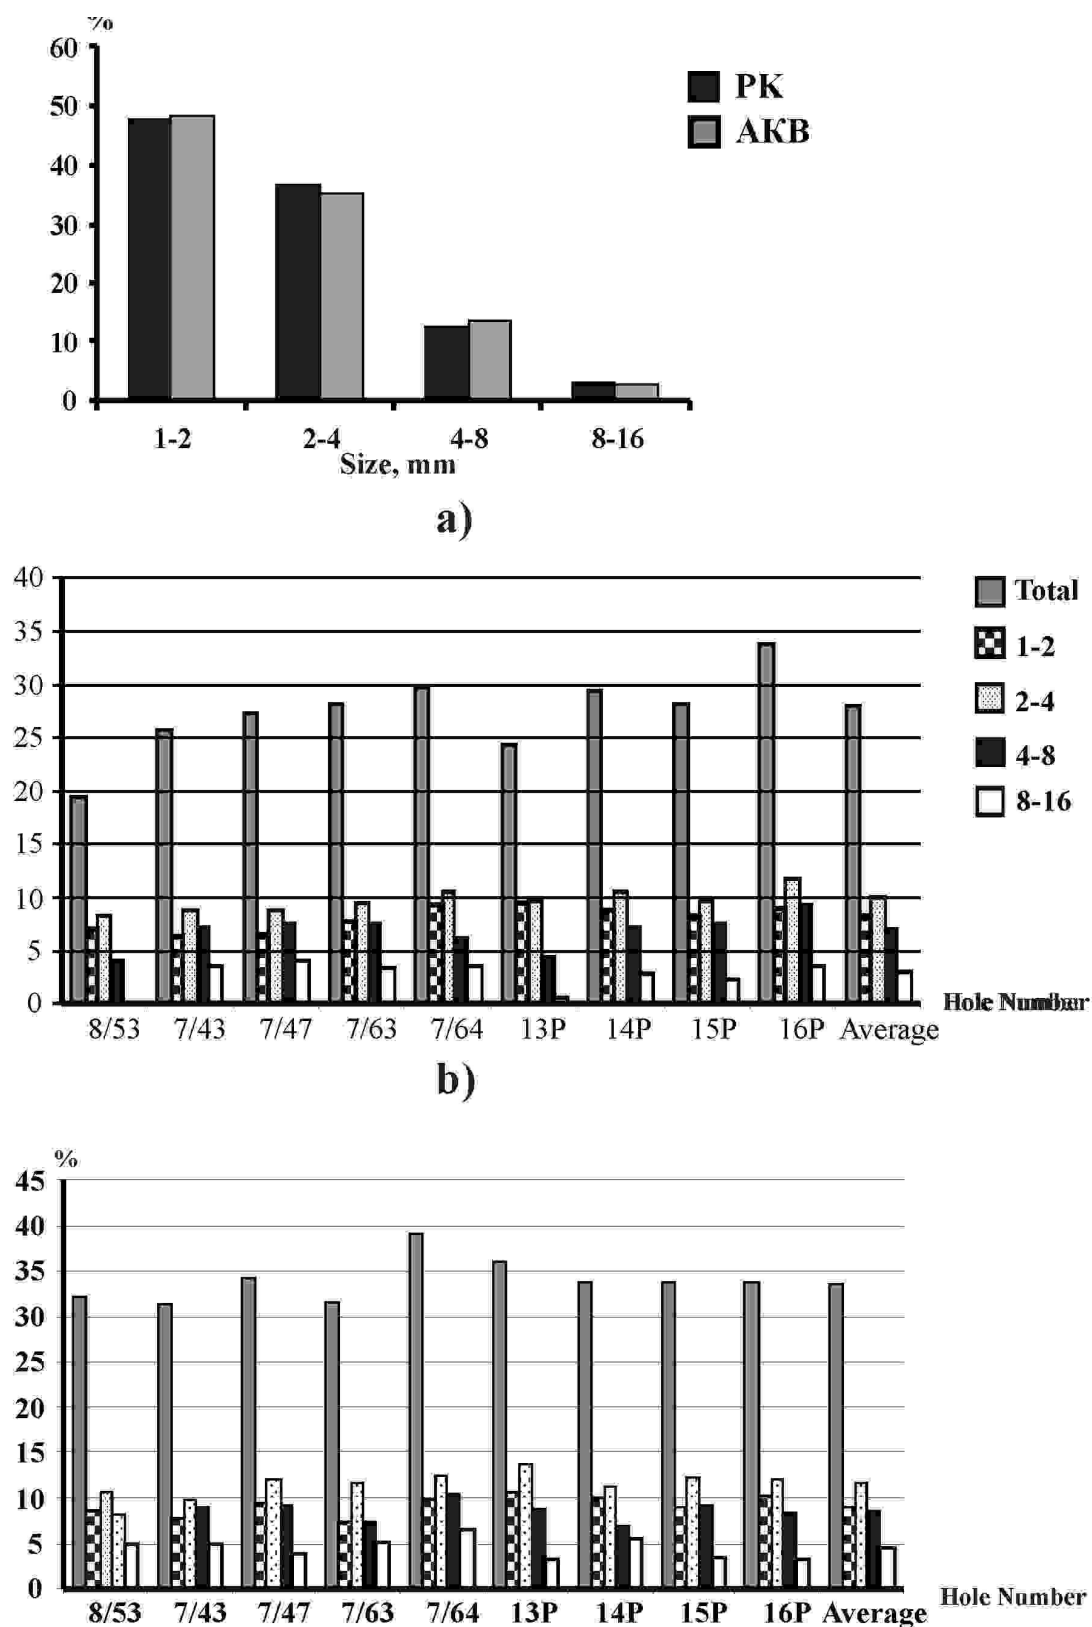 %
60
50
40
30
20
10
0
PK
AKB
1-2 2-4 4-8 8-16
Size, mm
a)
40
35
30
25
20
15
10
5
0
Total
1-2
2-4
4-8
8-16
Hole Number
8/53 7/43 7/47 7/63 7/64 13P 14P 15P 16P Average
b)
%
45
40
35
30
25
20
15
10
5
0
Hole Number
8/53 7/43 7/47 7/63 7/64 13P 14P 15P 16P Average